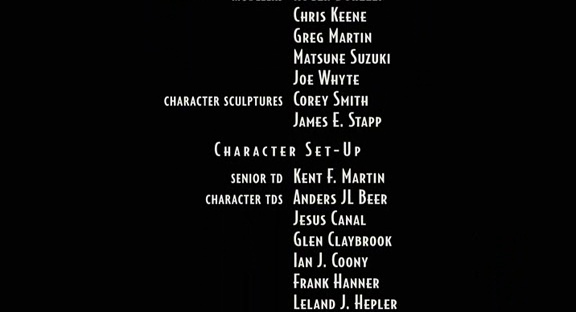 Chris Keene
Greg Martin
Matsune Suzuki
Joe Whyte
character sculptures Corey Smith
James E. Stapp
Character Set-Up
senior td Kent F. Martin
character tds Anders JL Beer
Jesus Canal
Glen Claybrook
Ian J. Coony
Frank Hanner
Leland J. Hepler